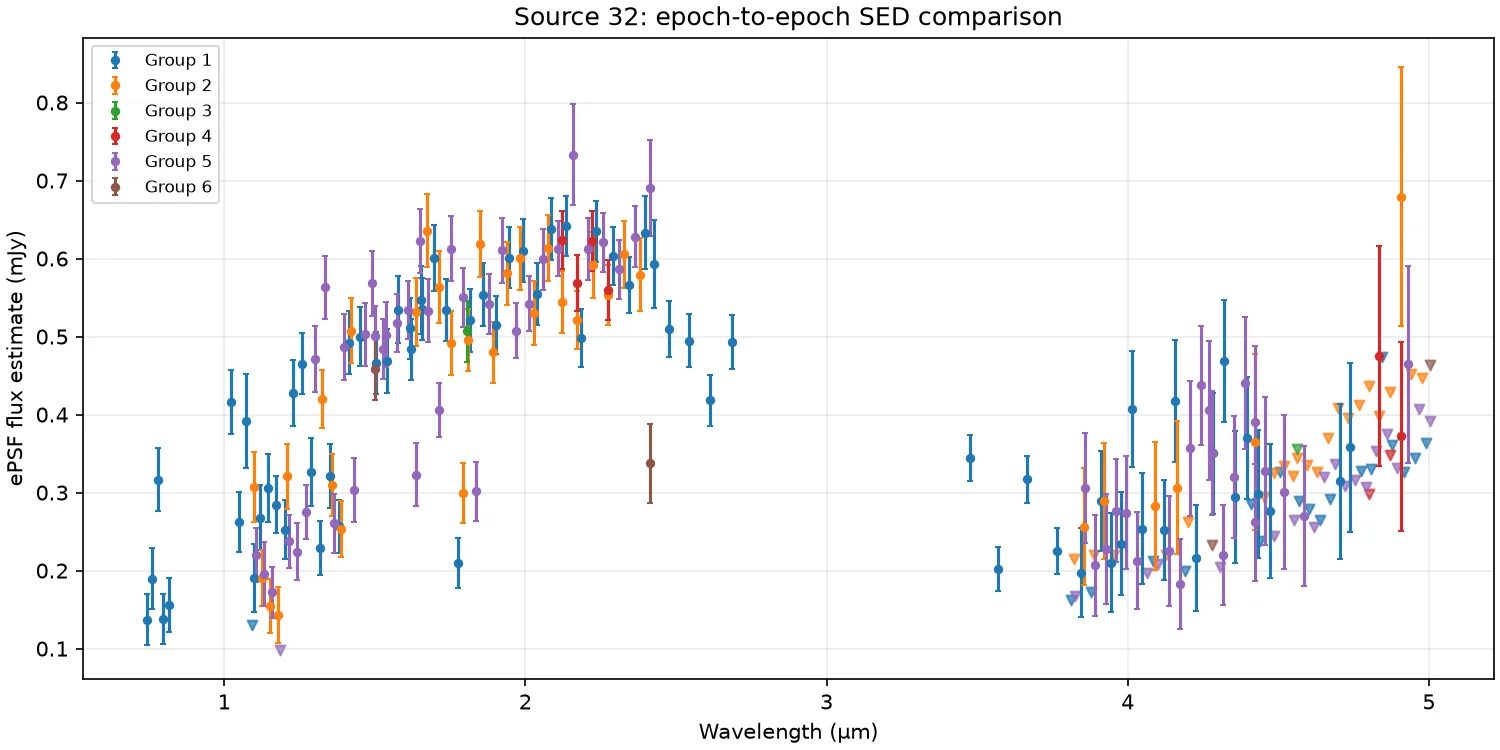 Source 32: epoch-to-epoch SED comparison
Group 1
Group 2
Group 3
Group 4
Group 5
Group 6
ePSF flux estimate (mJy)
0.8
0.7
0.6
0.5
0.4
0.3
0.2
0.1
1 2 3 4 5
Wavelength (µm)